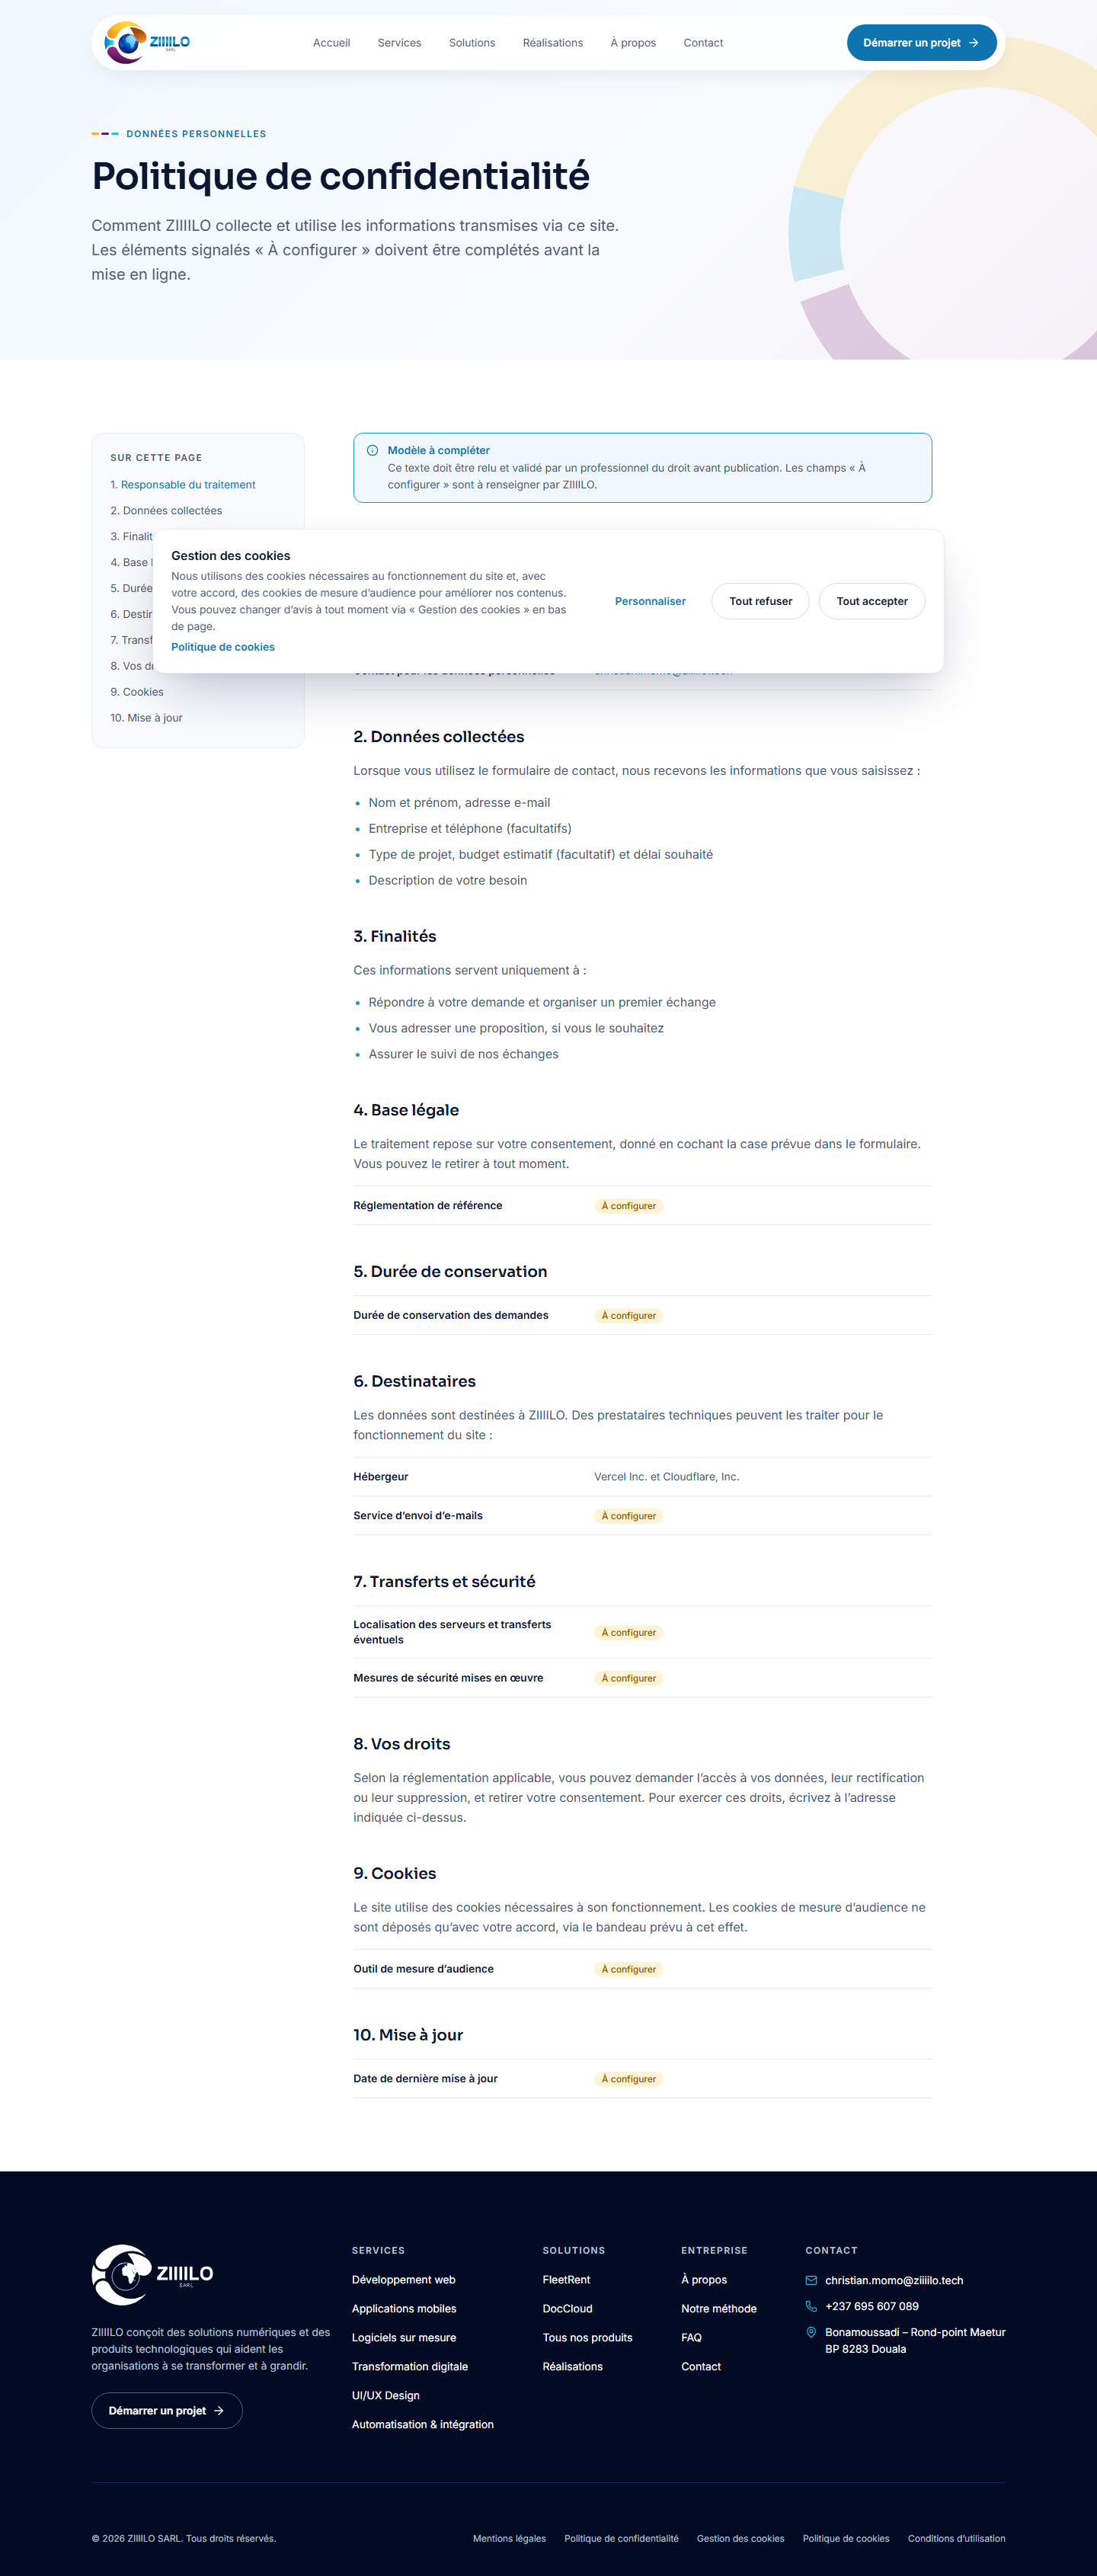 ZIIIILO
SARL
Accueil
Services
Solutions
Réalisations
À propos
Contact
Démarrer un projet
DONNÉES PERSONNELLES
Politique de confidentialité
Comment ZIIIILO collecte et utilise les informations transmises via ce site.
Les éléments signalés « À configurer » doivent être complétés avant la
mise en ligne.
SUR CETTE PAGE
1. Responsable du traitement
2. Données collectées
3. Finalit
4. Base l
5. Durée
6. Destin
7. Transf
8. Vos dr
9. Cookies
10. Mise à jour
Modèle à compléter
Ce texte doit être relu et validé par un professionnel du droit avant publication. Les champs « À
configurer » sont à renseigner par ZIIIILO.
Gestion des cookies
Nous utilisons des cookies nécessaires au fonctionnement du site et, avec
votre accord, des cookies de mesure d’audience pour améliorer nos contenus.
Vous pouvez changer d’avis à tout moment via « Gestion des cookies » en bas
de page.
Politique de cookies
Personnaliser
Tout refuser
Tout accepter
2. Données collectées
Lorsque vous utilisez le formulaire de contact, nous recevons les informations que vous saisissez :
• Nom et prénom, adresse e-mail
• Entreprise et téléphone (facultatifs)
• Type de projet, budget estimatif (facultatif) et délai souhaité
• Description de votre besoin
3. Finalités
Ces informations servent uniquement à :
• Répondre à votre demande et organiser un premier échange
• Vous adresser une proposition, si vous le souhaitez
• Assurer le suivi de nos échanges
4. Base légale
Le traitement repose sur votre consentement, donné en cochant la case prévue dans le formulaire.
Vous pouvez le retirer à tout moment.
Réglementation de référence
À configurer
5. Durée de conservation
Durée de conservation des demandes
À configurer
6. Destinataires
Les données sont destinées à ZIIIILO. Des prestataires techniques peuvent les traiter pour le
fonctionnement du site :
Hébergeur
Vercel Inc. et Cloudflare, Inc.
Service d’envoi d’e-mails
À configurer
7. Transferts et sécurité
Localisation des serveurs et transferts
éventuels
À configurer
Mesures de sécurité mises en œuvre
À configurer
8. Vos droits
Selon la réglementation applicable, vous pouvez demander l’accès à vos données, leur rectification
ou leur suppression, et retirer votre consentement. Pour exercer ces droits, écrivez à l’adresse
indiquée ci-dessus.
9. Cookies
Le site utilise des cookies nécessaires à son fonctionnement. Les cookies de mesure d’audience ne
sont déposés qu’avec votre accord, via le bandeau prévu à cet effet.
Outil de mesure d’audience
À configurer
10. Mise à jour
Date de dernière mise à jour
À configurer
ZIIIILO
SARL
ZIIIILO conçoit des solutions numériques et des
produits technologiques qui aident les
organisations à se transformer et à grandir.
Démarrer un projet
SERVICES
Développement web
Applications mobiles
Logiciels sur mesure
Transformation digitale
UI/UX Design
Automatisation & intégration
SOLUTIONS
FleetRent
DocCloud
Tous nos produits
Réalisations
ENTREPRISE
À propos
Notre méthode
FAQ
Contact
CONTACT
christian.momo@ziiiilo.tech
+237 695 607 089
Bonamoussadi – Rond-point Maetur
BP 8283 Douala
© 2026 ZIIIILO SARL. Tous droits réservés.
Mentions légales
Politique de confidentialité
Gestion des cookies
Politique de cookies
Conditions d’utilisation